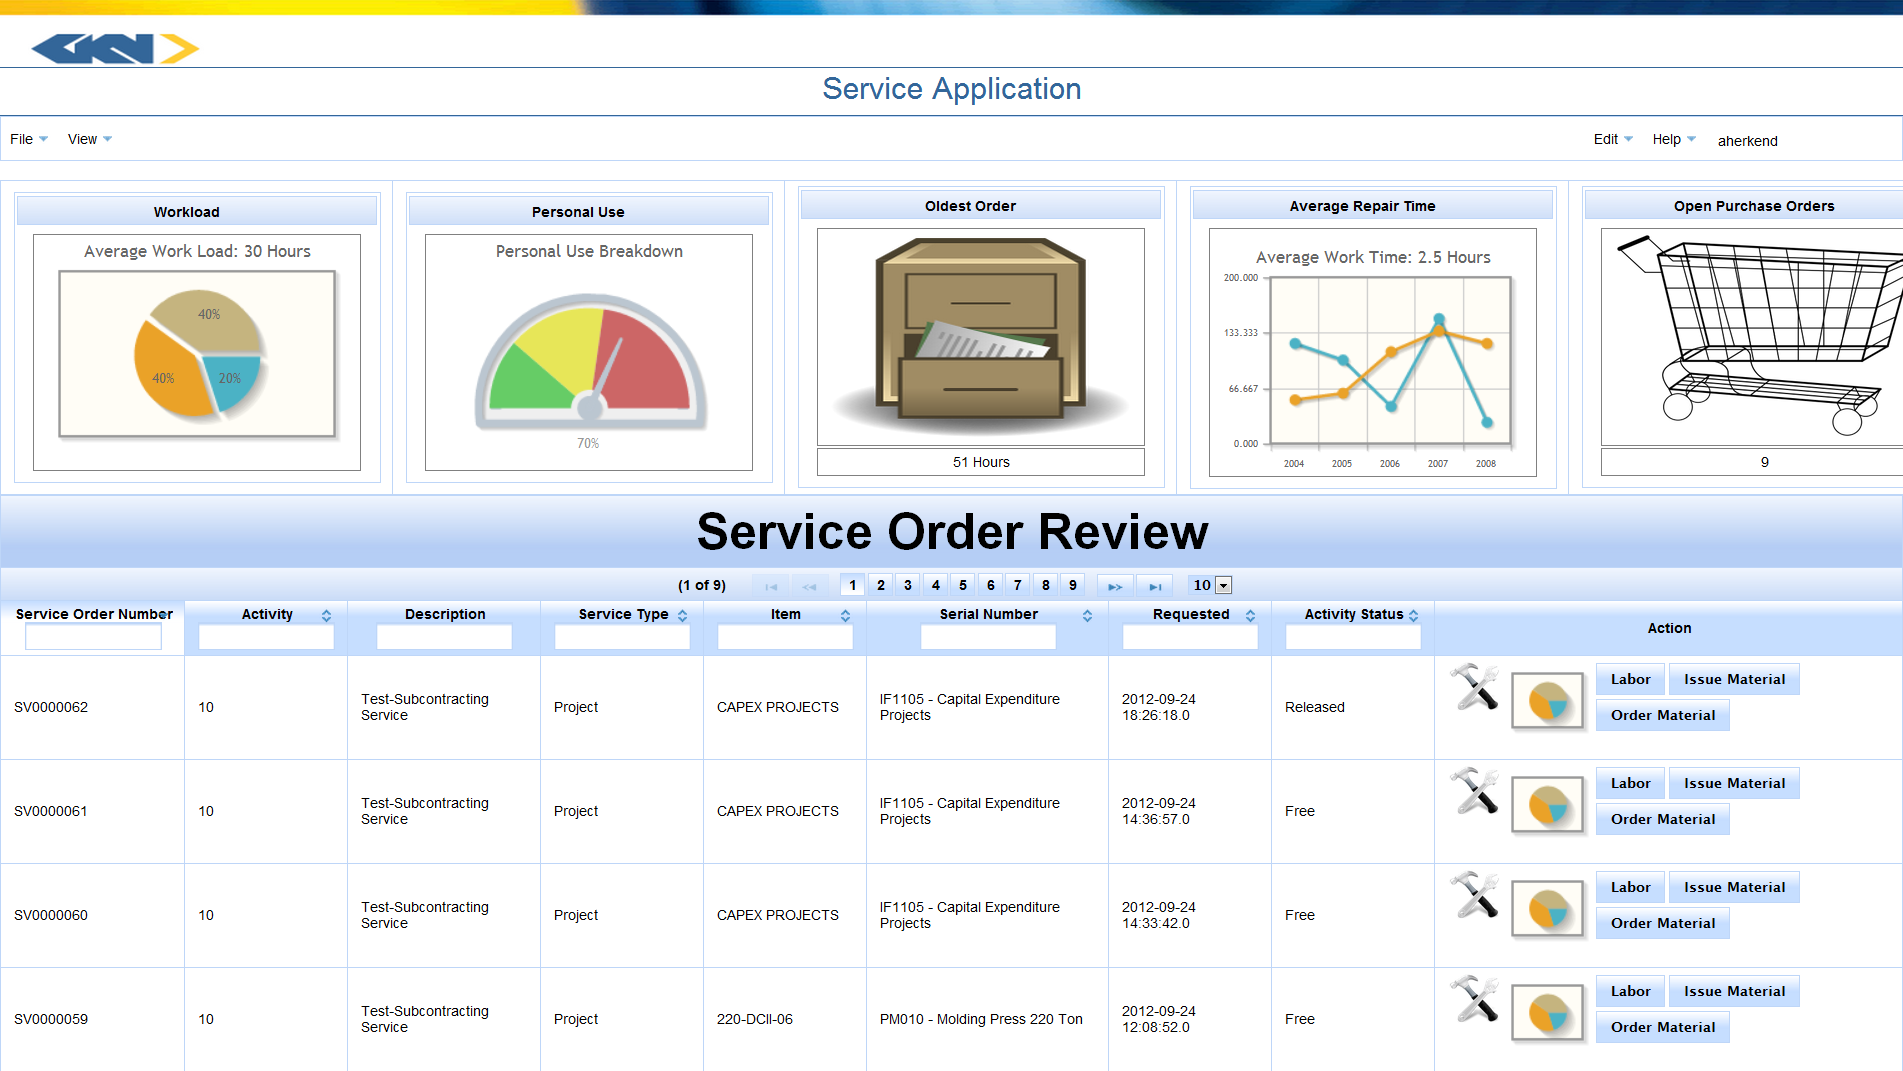 GKN
Service Application
File View Edit Help aherkend
Workload Personal Use Oldest Order Average Repair Time Open Purchase Orders
Average Work Load: 30 Hours
40%
40% 20%
Personal Use Breakdown
70%
51 Hours
Average Work Time: 2.5 Hours
200.000
133.333
66.667
0.000
2004 2005 2006 2007 2008
9
Service Order Review
(1 of 9) 1 2 3 4 5 6 7 8 9 10
Service Order Number Activity Description Service Type Item Serial Number Requested Activity Status Action
SV0000062 10 Test-Subcontracting Service Project CAPEX PROJECTS IF1105 - Capital Expenditure Projects 2012-09-24 18:26:18.0 Released Labor Issue Material Order Material
SV0000061 10 Test-Subcontracting Service Project CAPEX PROJECTS IF1105 - Capital Expenditure Projects 2012-09-24 14:36:57.0 Free Labor Issue Material Order Material
SV0000060 10 Test-Subcontracting Service Project CAPEX PROJECTS IF1105 - Capital Expenditure Projects 2012-09-24 14:33:42.0 Free Labor Issue Material Order Material
SV0000059 10 Test-Subcontracting Service Project 220-DCII-06 PM010 - Molding Press 220 Ton 2012-09-24 12:08:52.0 Free Labor Issue Material Order Material